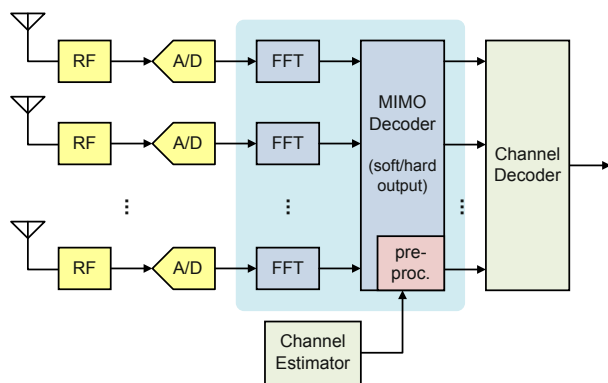 RF
A/D
FFT
RF
A/D
FFT
RF
A/D
FFT
MIMO
Decoder
(soft/hard
output)
pre-
proc.
Channel
Decoder
Channel
Estimator